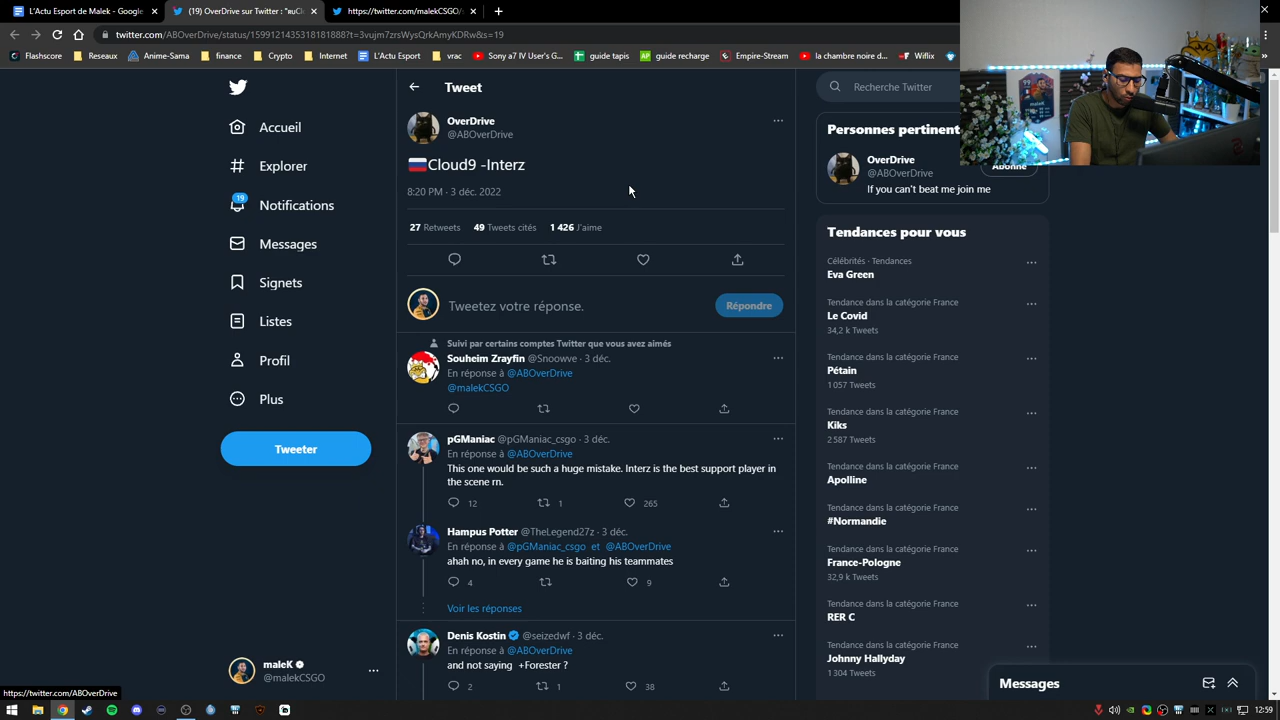 L'Actu Esport de Malek - Google
(19) OverDrive sur Twitter : "
https://twitter.com/malekCSGO/
twitter.com/ABOverDrive/status/1599121435318181888?t=3vujm7zrsWysQrkAmyKDRw&s=19
Flashscore
Reseaux
Anime-Sama
finance
Crypto
Internet
L'Actu Esport
vrac
Sony a7 IV User's G...
guide tapis
guide recharge
Empire-Stream
la chambre noire d...
Wiflix
Tweet
Recherche Twitter
Accueil
Explorer
19
Notifications
Messages
Signets
Listes
Profil
Plus
Tweeter
maleK
@malekCSGO
OverDrive
@ABOverDrive
Cloud9 -Interz
8:20 PM · 3 déc. 2022
27 Retweets 49 Tweets cités 1 426 J'aime
Tweetez votre réponse.
Répondre
Suivi par certains comptes Twitter que vous avez aimés
Souheim Zrayfin @Snoowve · 3 déc.
En réponse à @ABOverDrive
@malekCSGO
pGManiac @pGManiac_csgo · 3 déc.
En réponse à @ABOverDrive
This one would be such a huge mistake. Interz is the best support player in
the scene rn.
12 1 265
Hampus Potter @TheLegend27z · 3 déc.
En réponse à @pGManiac_csgo et @ABOverDrive
ahah no, in every game he is baiting his teammates
4 9
Voir les réponses
Denis Kostin @seizedwf · 3 déc.
En réponse à @ABOverDrive
and not saying +Forester ?
2 1 38
Personnes pertinent
OverDrive
@ABOverDrive
Abonné
If you can't beat me join me
Tendances pour vous
Célébrités · Tendances
Eva Green
Tendance dans la catégorie France
Le Covid
34,2 k Tweets
Tendance dans la catégorie France
Pétain
1 057 Tweets
Tendance dans la catégorie France
Kiks
2 587 Tweets
Tendance dans la catégorie France
Apolline
Tendance dans la catégorie France
#Normandie
Tendance dans la catégorie France
France-Pologne
32,9 k Tweets
Tendance dans la catégorie France
RER C
Tendance dans la catégorie France
Johnny Hallyday
1 304 Tweets
Messages
https://twitter.com/ABOverDrive
12:59